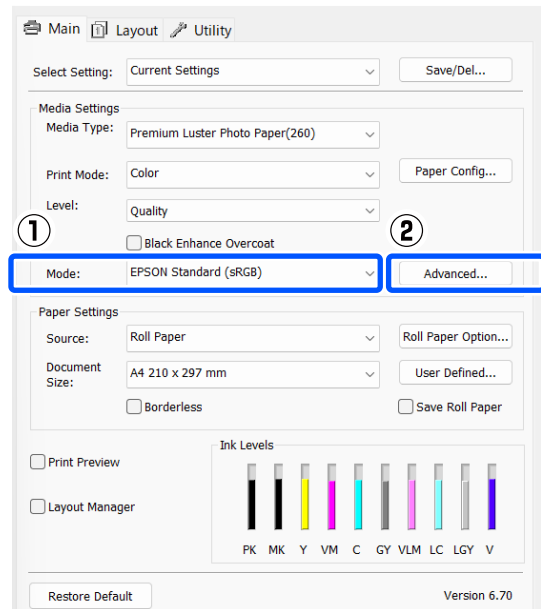 Main Layout Utility
Select Setting: Current Settings Save/Del...
Media Settings
Media Type: Premium Luster Photo Paper(260)
Print Mode: Color Paper Config...
Level: Quality
① ②
Black Enhance Overcoat
Mode: EPSON Standard (sRGB) Advanced...
Paper Settings
Source: Roll Paper Roll Paper Option...
Document
Size: A4 210 x 297 mm User Defined...
Borderless Save Roll Paper
Ink Levels
Print Preview
Layout Manager
PK MK Y VM C GY VLM LC LGY V
Restore Default Version 6.70